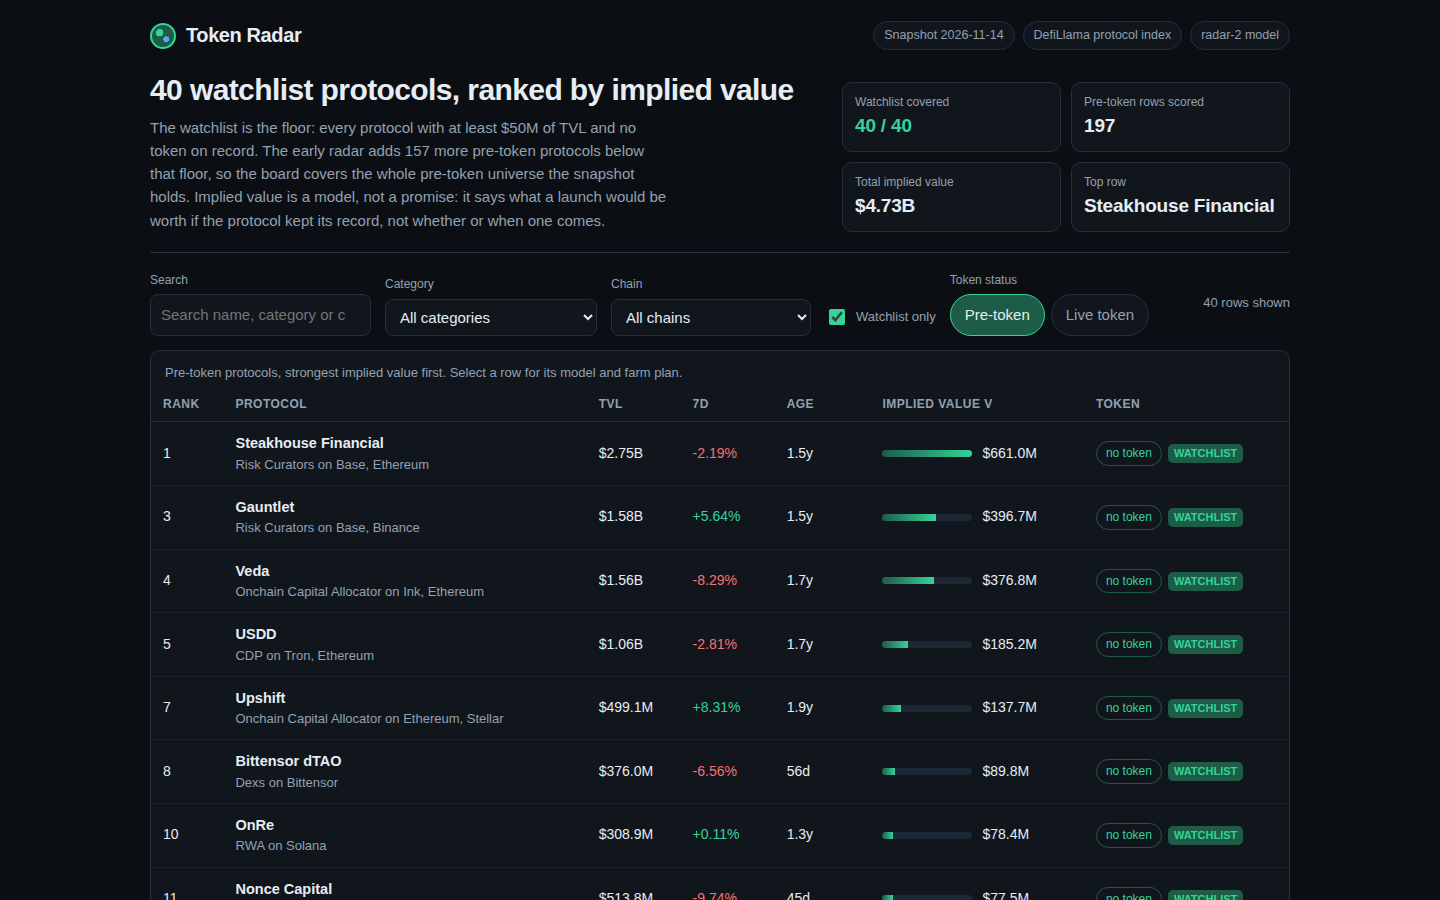 Token Radar
Snapshot 2026-11-14
DefiLlama protocol index
radar-2 model
40 watchlist protocols, ranked by implied value
The watchlist is the floor: every protocol with at least $50M of TVL and no
token on record. The early radar adds 157 more pre-token protocols below
that floor, so the board covers the whole pre-token universe the snapshot
holds. Implied value is a model, not a promise: it says what a launch would be
worth if the protocol kept its record, not whether or when one comes.
Watchlist covered
40 / 40
Pre-token rows scored
197
Total implied value
$4.73B
Top row
Steakhouse Financial
Search
Search name, category or c
Category
All categories
Chain
All chains
Watchlist only
Token status
Pre-token
Live token
40 rows shown
Pre-token protocols, strongest implied value first. Select a row for its model and farm plan.
RANK PROTOCOL TVL 7D AGE IMPLIED VALUE V TOKEN
1 Steakhouse Financial $2.75B -2.19% 1.5y $661.0M no token WATCHLIST
Risk Curators on Base, Ethereum
3 Gauntlet $1.58B +5.64% 1.5y $396.7M no token WATCHLIST
Risk Curators on Base, Binance
4 Veda $1.56B -8.29% 1.7y $376.8M no token WATCHLIST
Onchain Capital Allocator on Ink, Ethereum
5 USDD $1.06B -2.81% 1.7y $185.2M no token WATCHLIST
CDP on Tron, Ethereum
7 Upshift $499.1M +8.31% 1.9y $137.7M no token WATCHLIST
Onchain Capital Allocator on Ethereum, Stellar
8 Bittensor dTAO $376.0M -6.56% 56d $89.8M no token WATCHLIST
Dexs on Bittensor
10 OnRe $308.9M +0.11% 1.3y $78.4M no token WATCHLIST
RWA on Solana
11 Nonce Capital $513.8M -9.74% 45d $77.5M no token WATCHLIST